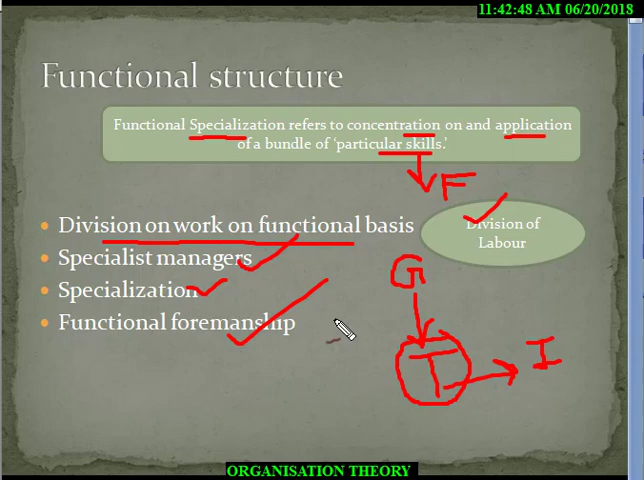 11:42:48 AM 06/20/2018
Functional structure
Functional Specialization refers to concentration on and application
of a bundle of ‘particular skills.’
F
Division on work on functional basis
Division of
Labour
Specialist managers
G
Specialization
Functional foremanship
T
I
ORGANISATION THEORY